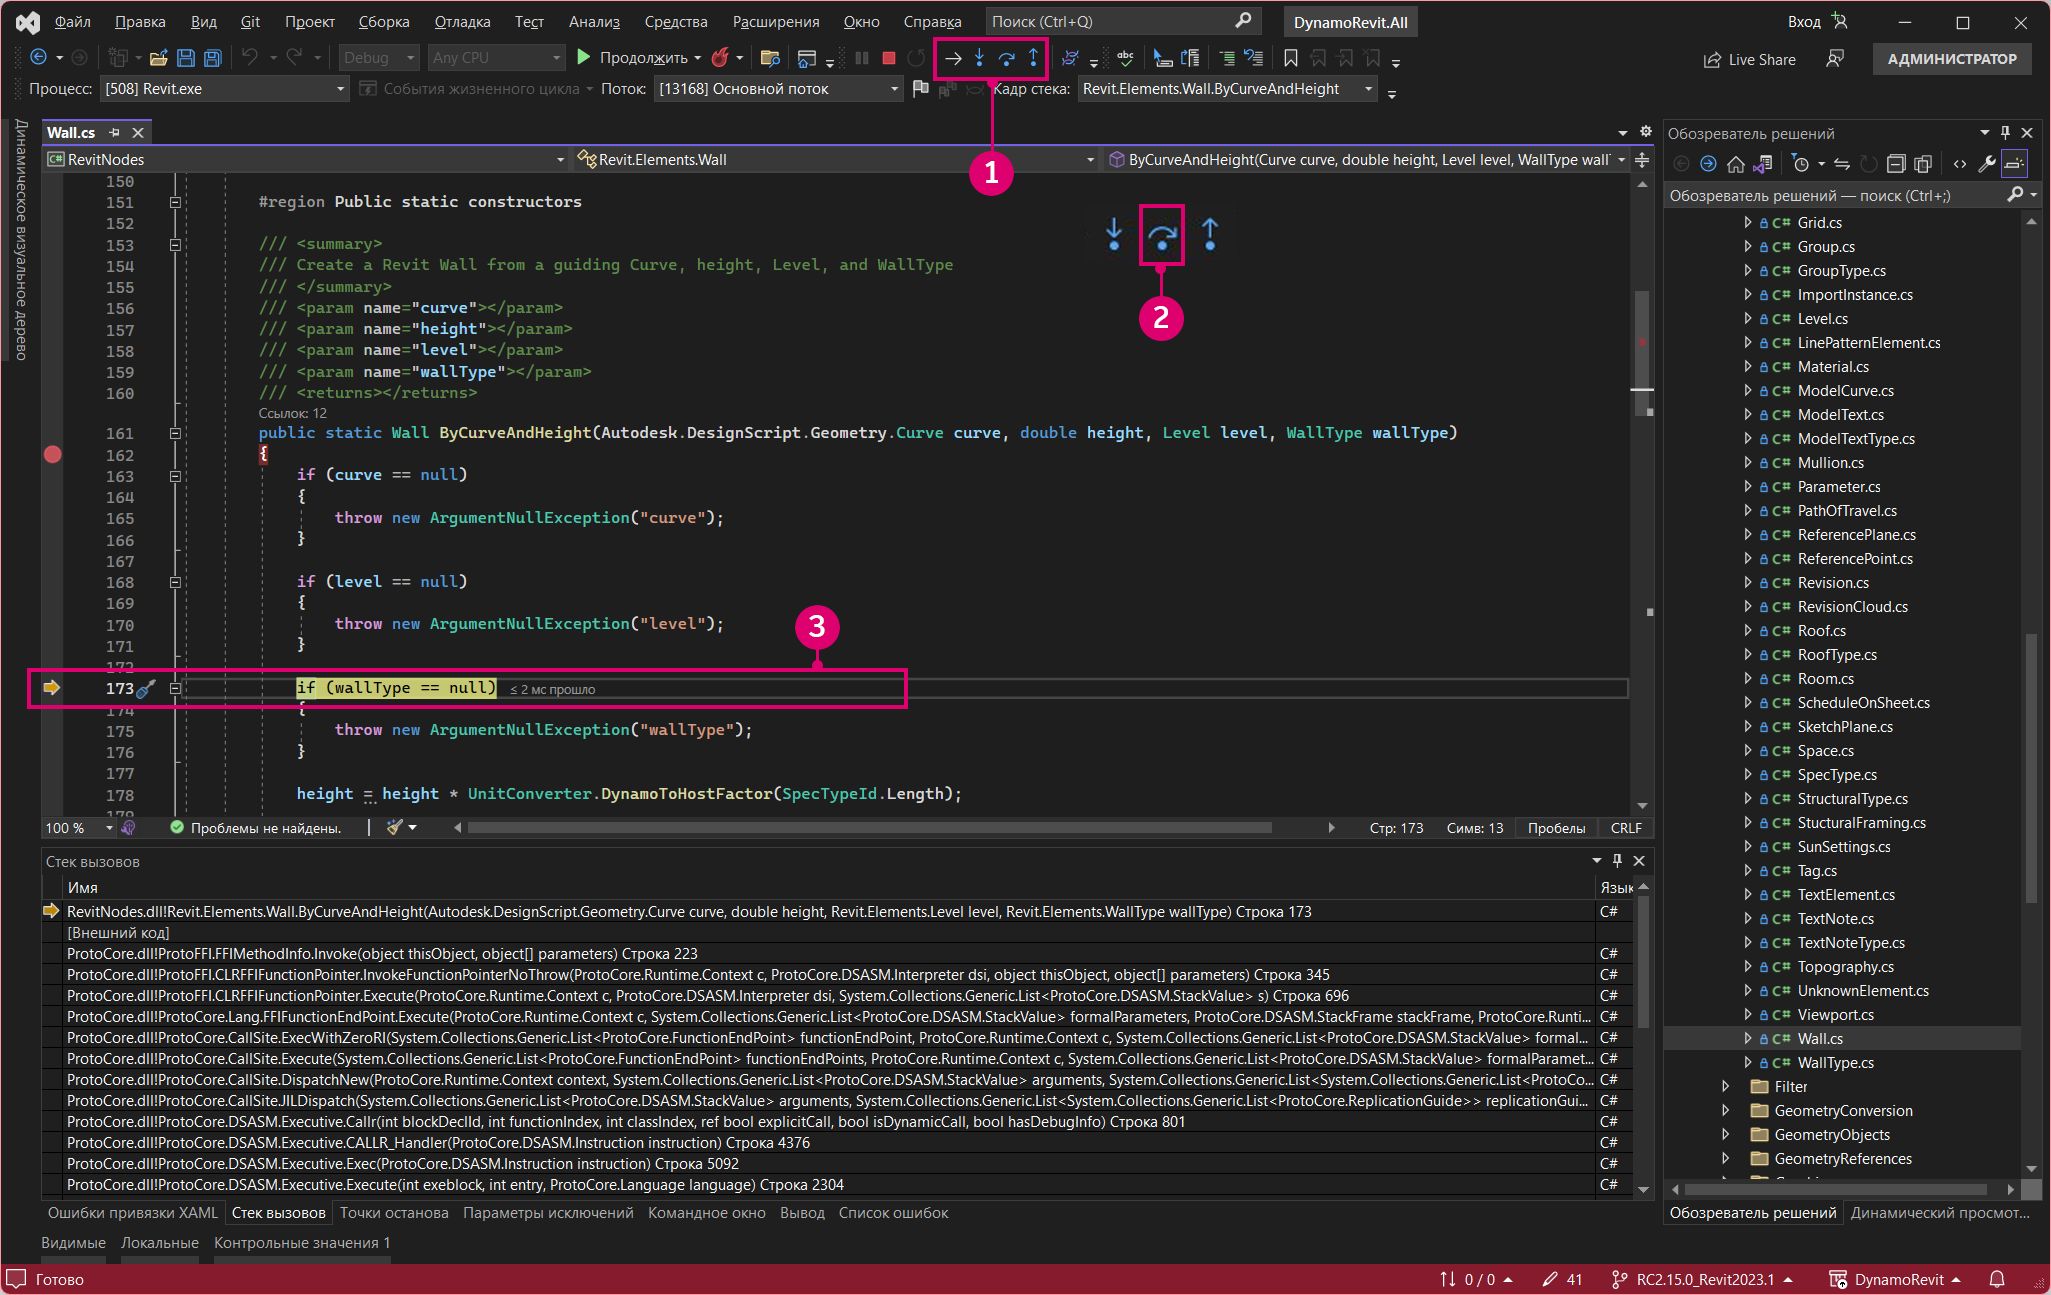 Файл Правка Вид Git Проект Сборка Отладка Тест Анализ Средства Расширения Окно Справка Поиск (Ctrl+Q) DynamoRevit.All Вход
Debug Any CPU Продолжить abc Live Share АДМИНИСТРАТОР
Процесс: [508] Revit.exe События жизненного цикла Поток: [13168] Основной поток Кадр стека: Revit.Elements.Wall.ByCurveAndHeight
Динамическое визуальное дерево
Wall.cs
C# RevitNodes Revit.Elements.Wall ByCurveAndHeight(Curve curve, double height, Level level, WallType wall
1
2
150
151 #region Public static constructors
152
153 /// <summary>
154 /// Create a Revit Wall from a guiding Curve, height, Level, and WallType
155 /// </summary>
156 /// <param name="curve"></param>
157 /// <param name="height"></param>
158 /// <param name="level"></param>
159 /// <param name="wallType"></param>
160 /// <returns></returns>
Ссылок: 12
161 public static Wall ByCurveAndHeight(Autodesk.DesignScript.Geometry.Curve curve, double height, Level level, WallType wallType)
162 {
163 if (curve == null)
164 {
165 throw new ArgumentNullException("curve");
166 }
167
168 if (level == null)
169 {
170 throw new ArgumentNullException("level");
171 }
3
172
173 if (wallType == null) ≤ 2 мс прошло
174 {
175 throw new ArgumentNullException("wallType");
176 }
177
178 height = height * UnitConverter.DynamoToHostFactor(SpecTypeId.Length);
179
100 % Проблемы не найдены. Стр: 173 Симв: 13 Пробелы CRLF
Стек вызовов
Имя Язык
RevitNodes.dll!Revit.Elements.Wall.ByCurveAndHeight(Autodesk.DesignScript.Geometry.Curve curve, double height, Revit.Elements.Level level, Revit.Elements.WallType wallType) Строка 173 C#
[Внешний код]
ProtoCore.dll!ProtoFFI.FFIMethodInfo.Invoke(object thisObject, object[] parameters) Строка 223 C#
ProtoCore.dll!ProtoFFI.CLRFFIFunctionPointer.InvokeFunctionPointerNoThrow(ProtoCore.Runtime.Context c, ProtoCore.DSASM.Interpreter dsi, object thisObject, object[] parameters) Строка 345 C#
ProtoCore.dll!ProtoFFI.CLRFFIFunctionPointer.Execute(ProtoCore.Runtime.Context c, ProtoCore.DSASM.Interpreter dsi, System.Collections.Generic.List<ProtoCore.DSASM.StackValue> s) Строка 696 C#
ProtoCore.dll!ProtoCore.Lang.FFIFunctionEndPoint.Execute(ProtoCore.Runtime.Context c, System.Collections.Generic.List<ProtoCore.DSASM.StackValue> formalParameters, ProtoCore.DSASM.StackFrame stackFrame, ProtoCore.Runti... C#
ProtoCore.dll!ProtoCore.CallSite.ExecWithZeroRI(System.Collections.Generic.List<ProtoCore.FunctionEndPoint> functionEndPoint, ProtoCore.Runtime.Context c, System.Collections.Generic.List<ProtoCore.DSASM.StackValue> formal... C#
ProtoCore.dll!ProtoCore.CallSite.Execute(System.Collections.Generic.List<ProtoCore.FunctionEndPoint> functionEndPoints, ProtoCore.Runtime.Context c, System.Collections.Generic.List<ProtoCore.DSASM.StackValue> formalParamet... C#
ProtoCore.dll!ProtoCore.CallSite.DispatchNew(ProtoCore.Runtime.Context context, System.Collections.Generic.List<ProtoCore.DSASM.StackValue> arguments, System.Collections.Generic.List<System.Collections.Generic.List<ProtoCo... C#
ProtoCore.dll!ProtoCore.CallSite.JILDispatch(System.Collections.Generic.List<ProtoCore.DSASM.StackValue> arguments, System.Collections.Generic.List<System.Collections.Generic.List<ProtoCore.ReplicationGuide>> replicationGui... C#
ProtoCore.dll!ProtoCore.DSASM.Executive.Callr(int blockDeclId, int functionIndex, int classIndex, ref bool explicitCall, bool isDynamicCall, bool hasDebugInfo) Строка 801 C#
ProtoCore.dll!ProtoCore.DSASM.Executive.CALLR_Handler(ProtoCore.DSASM.Instruction instruction) Строка 4376 C#
ProtoCore.dll!ProtoCore.DSASM.Executive.Exec(ProtoCore.DSASM.Instruction instruction) Строка 5092 C#
ProtoCore.dll!ProtoCore.DSASM.Executive.Execute(int exeblock, int entry, ProtoCore.Language language) Строка 2304 C#
Ошибки привязки XAML Стек вызовов Точки останова Параметры исключений Командное окно Вывод Список ошибок
Видимые Локальные Контрольные значения 1
Обозреватель решений
Обозреватель решений — поиск (Ctrl+;)
C# Grid.cs
C# Group.cs
C# GroupType.cs
C# ImportInstance.cs
C# Level.cs
C# LinePatternElement.cs
C# Material.cs
C# ModelCurve.cs
C# ModelText.cs
C# ModelTextType.cs
C# Mullion.cs
C# Parameter.cs
C# PathOfTravel.cs
C# ReferencePlane.cs
C# ReferencePoint.cs
C# Revision.cs
C# RevisionCloud.cs
C# Roof.cs
C# RoofType.cs
C# Room.cs
C# ScheduleOnSheet.cs
C# SketchPlane.cs
C# Space.cs
C# SpecType.cs
C# StructuralType.cs
C# StucturalFraming.cs
C# SunSettings.cs
C# Tag.cs
C# TextElement.cs
C# TextNote.cs
C# TextNoteType.cs
C# Topography.cs
C# UnknownElement.cs
C# Viewport.cs
C# Wall.cs
C# WallType.cs
Filter
GeometryConversion
GeometryObjects
GeometryReferences
Обозреватель решений Динамический просмот...
Готово 0 / 0 41 RC2.15.0_Revit2023.1 DynamoRevit